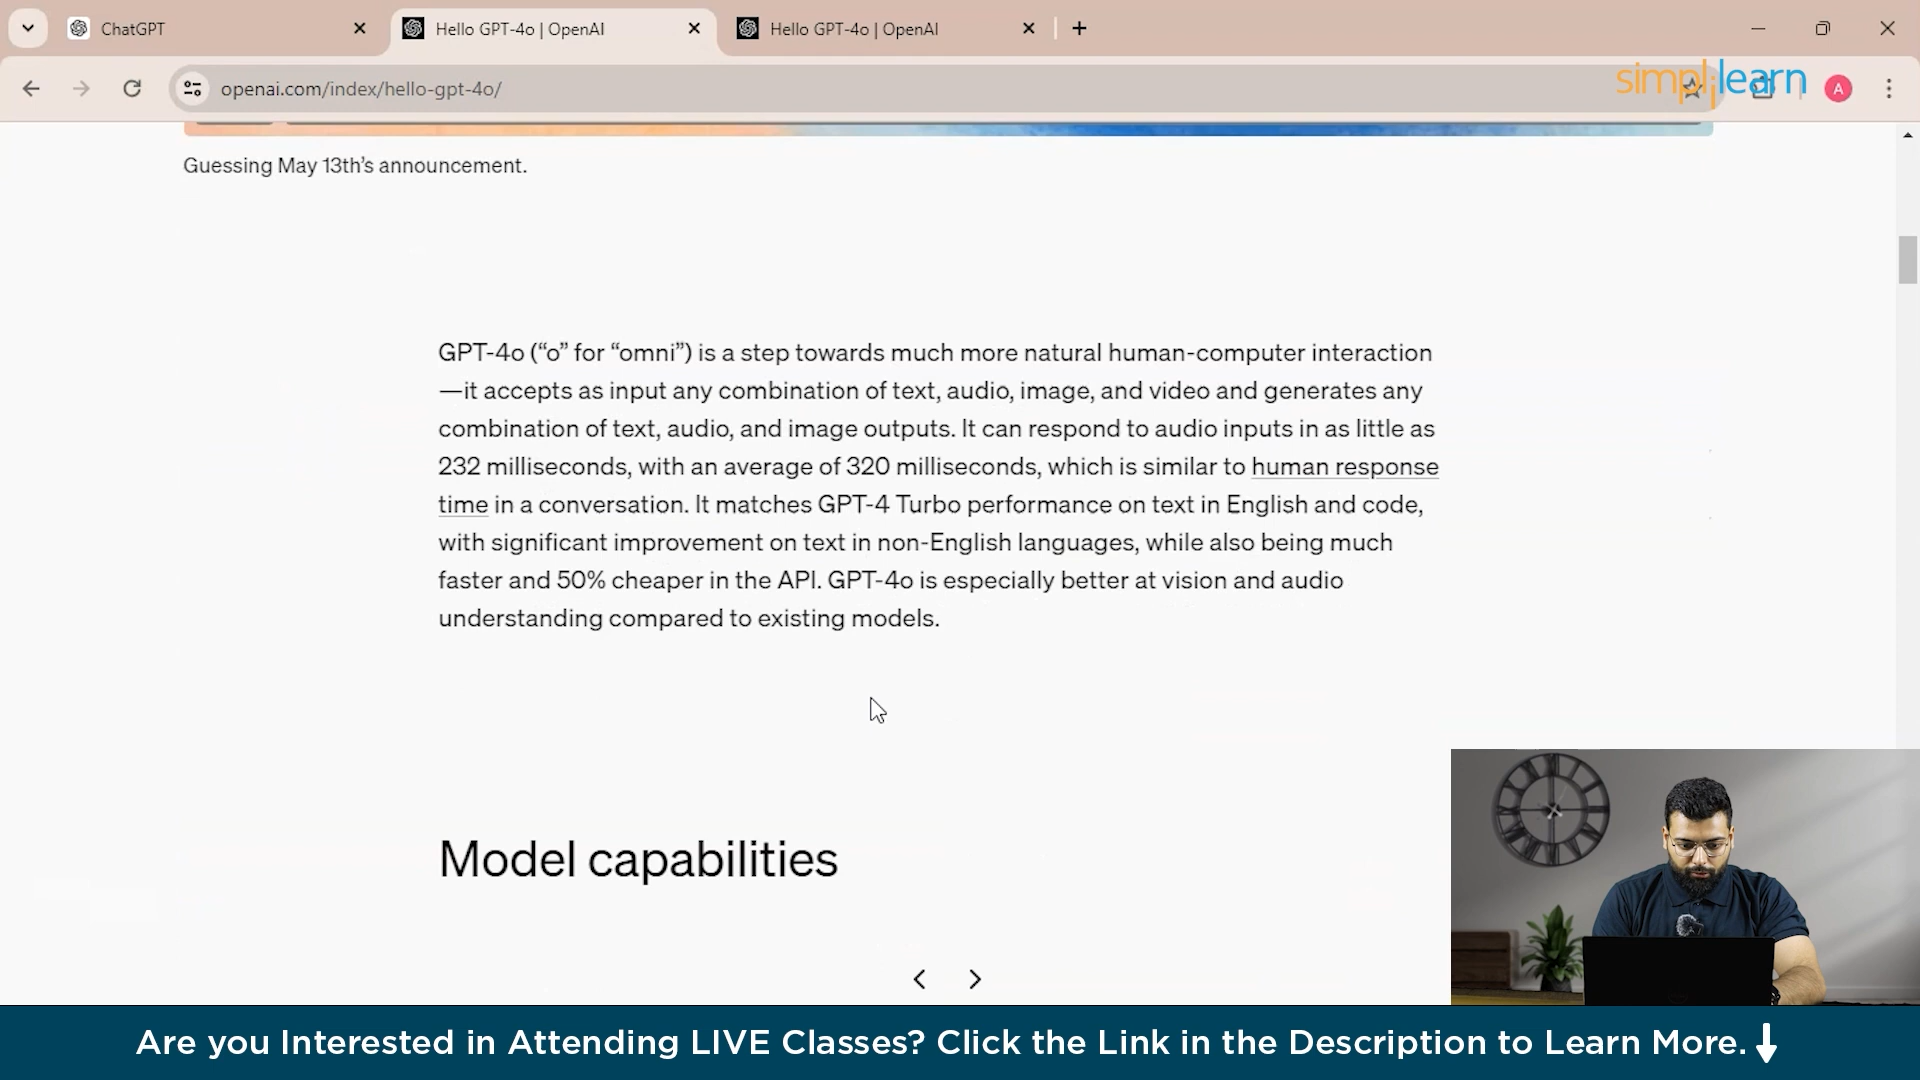 ChatGPT
Hello GPT-4o | OpenAI
Hello GPT-4o | OpenAI
openai.com/index/hello-gpt-4o/
simplilearn
A
Guessing May 13th’s announcement.
GPT-4o (“o” for “omni”) is a step towards much more natural human-computer interaction
—it accepts as input any combination of text, audio, image, and video and generates any
combination of text, audio, and image outputs. It can respond to audio inputs in as little as
232 milliseconds, with an average of 320 milliseconds, which is similar to human response
time in a conversation. It matches GPT-4 Turbo performance on text in English and code,
with significant improvement on text in non-English languages, while also being much
faster and 50% cheaper in the API. GPT-4o is especially better at vision and audio
understanding compared to existing models.
Model capabilities
Are you Interested in Attending LIVE Classes? Click the Link in the Description to Learn More.